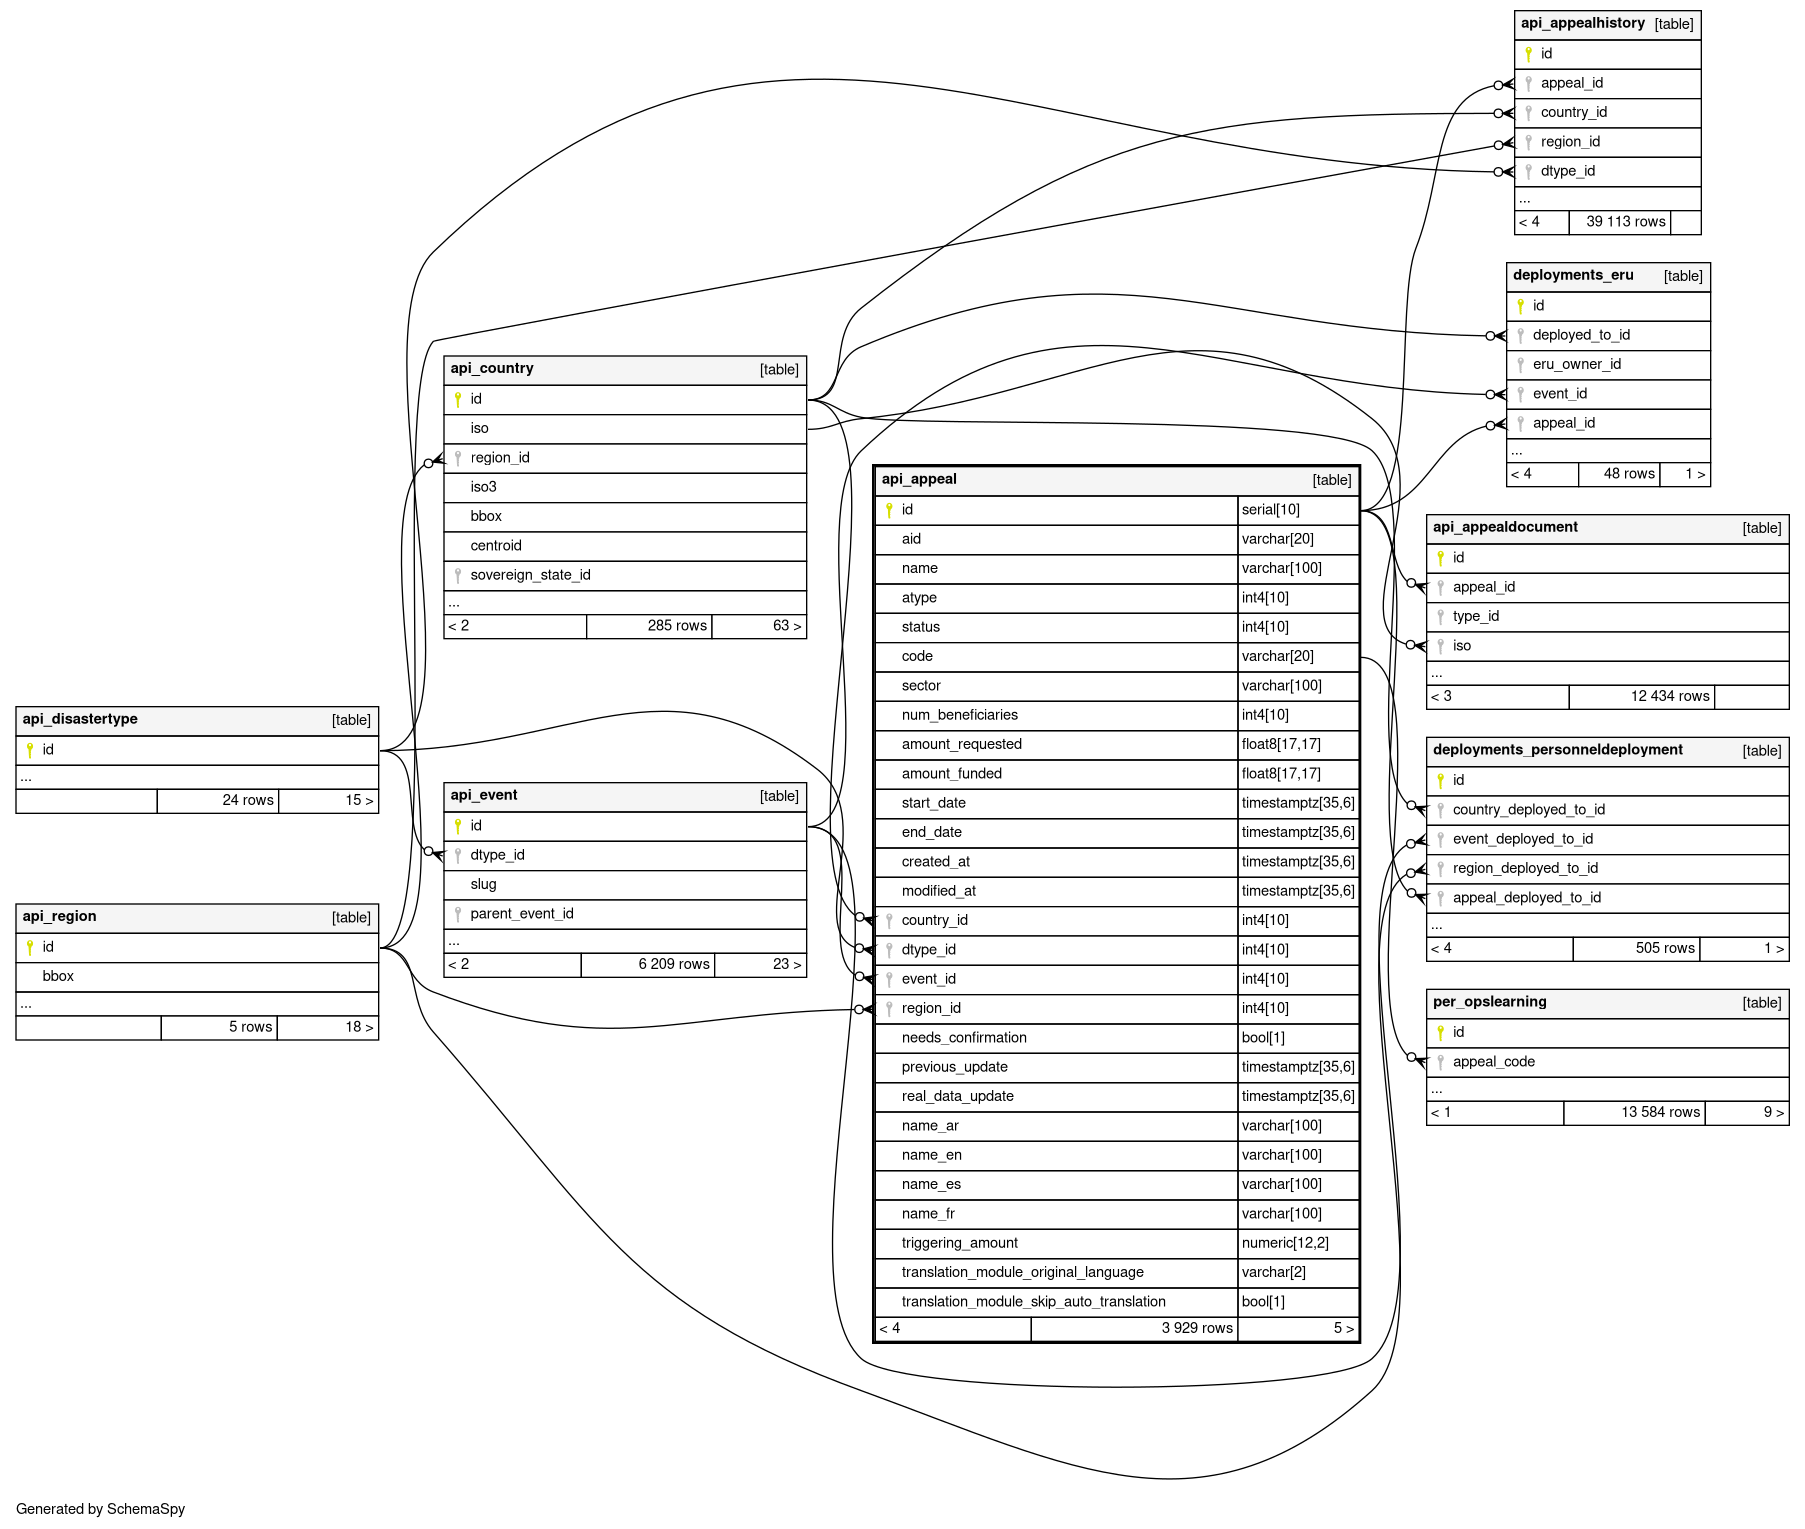 api_appealhistory [table]
id
appeal_id
country_id
region_id
dtype_id
...
< 4 39 113 rows
deployments_eru [table]
id
deployed_to_id
eru_owner_id
event_id
appeal_id
...
< 4 48 rows 1 >
api_country [table]
id
iso
region_id
iso3
bbox
centroid
sovereign_state_id
...
< 2 285 rows 63 >
api_appeal [table]
id serial[10]
aid varchar[20]
name varchar[100]
atype int4[10]
status int4[10]
code varchar[20]
sector varchar[100]
num_beneficiaries int4[10]
amount_requested float8[17,17]
amount_funded float8[17,17]
start_date timestamptz[35,6]
end_date timestamptz[35,6]
created_at timestamptz[35,6]
modified_at timestamptz[35,6]
country_id int4[10]
dtype_id int4[10]
event_id int4[10]
region_id int4[10]
needs_confirmation bool[1]
previous_update timestamptz[35,6]
real_data_update timestamptz[35,6]
name_ar varchar[100]
name_en varchar[100]
name_es varchar[100]
name_fr varchar[100]
triggering_amount numeric[12,2]
translation_module_original_language varchar[2]
translation_module_skip_auto_translation bool[1]
< 4 3 929 rows 5 >
api_appealdocument [table]
id
appeal_id
type_id
iso
...
< 3 12 434 rows
api_disastertype [table]
id
...
24 rows 15 >
deployments_personneldeployment [table]
id
country_deployed_to_id
event_deployed_to_id
region_deployed_to_id
appeal_deployed_to_id
...
< 4 505 rows 1 >
api_event [table]
id
dtype_id
slug
parent_event_id
...
< 2 6 209 rows 23 >
api_region [table]
id
bbox
...
5 rows 18 >
per_opslearning [table]
id
appeal_code
...
< 1 13 584 rows 9 >
Generated by SchemaSpy